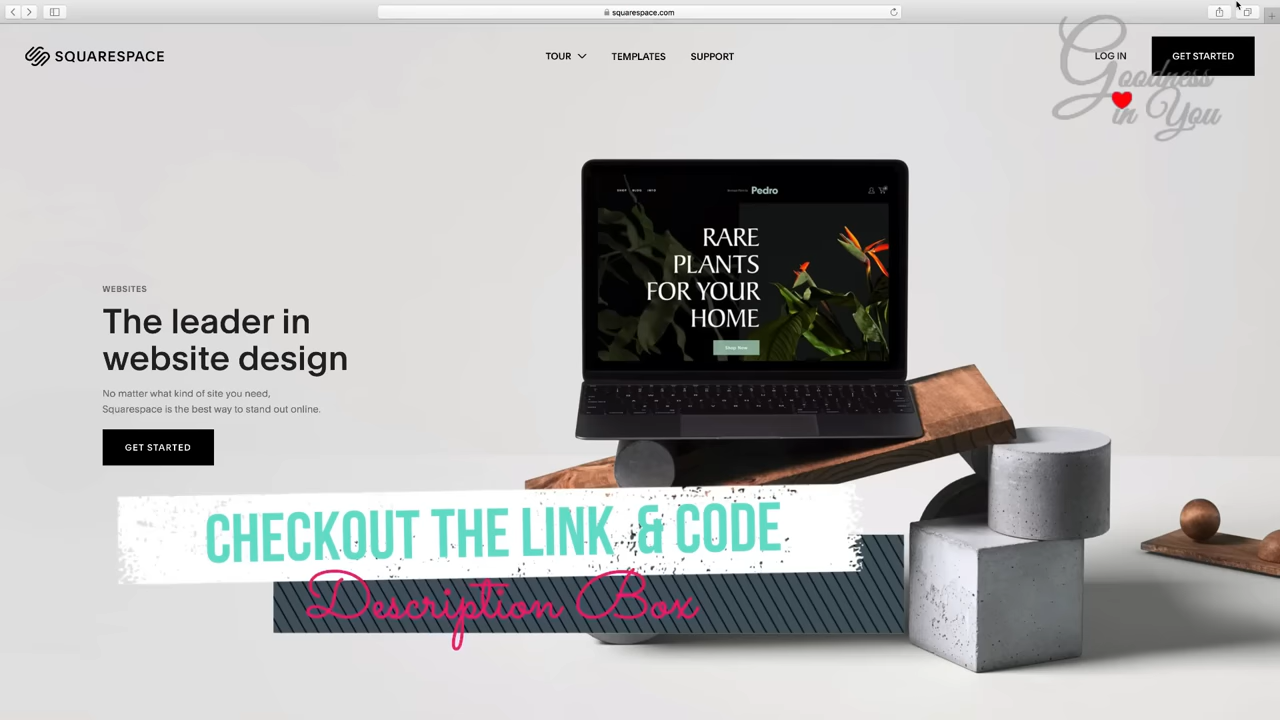 squarespace.com
SQUARESPACE
TOUR
TEMPLATES
SUPPORT
LOG IN
GET STARTED
Goodness
in You
Pedro
RARE
PLANTS
FOR YOUR
HOME
Shop Now
WEBSITES
The leader in
website design
No matter what kind of site you need,
Squarespace is the best way to stand out online.
GET STARTED
CHECKOUT THE LINK & CODE
Description Box